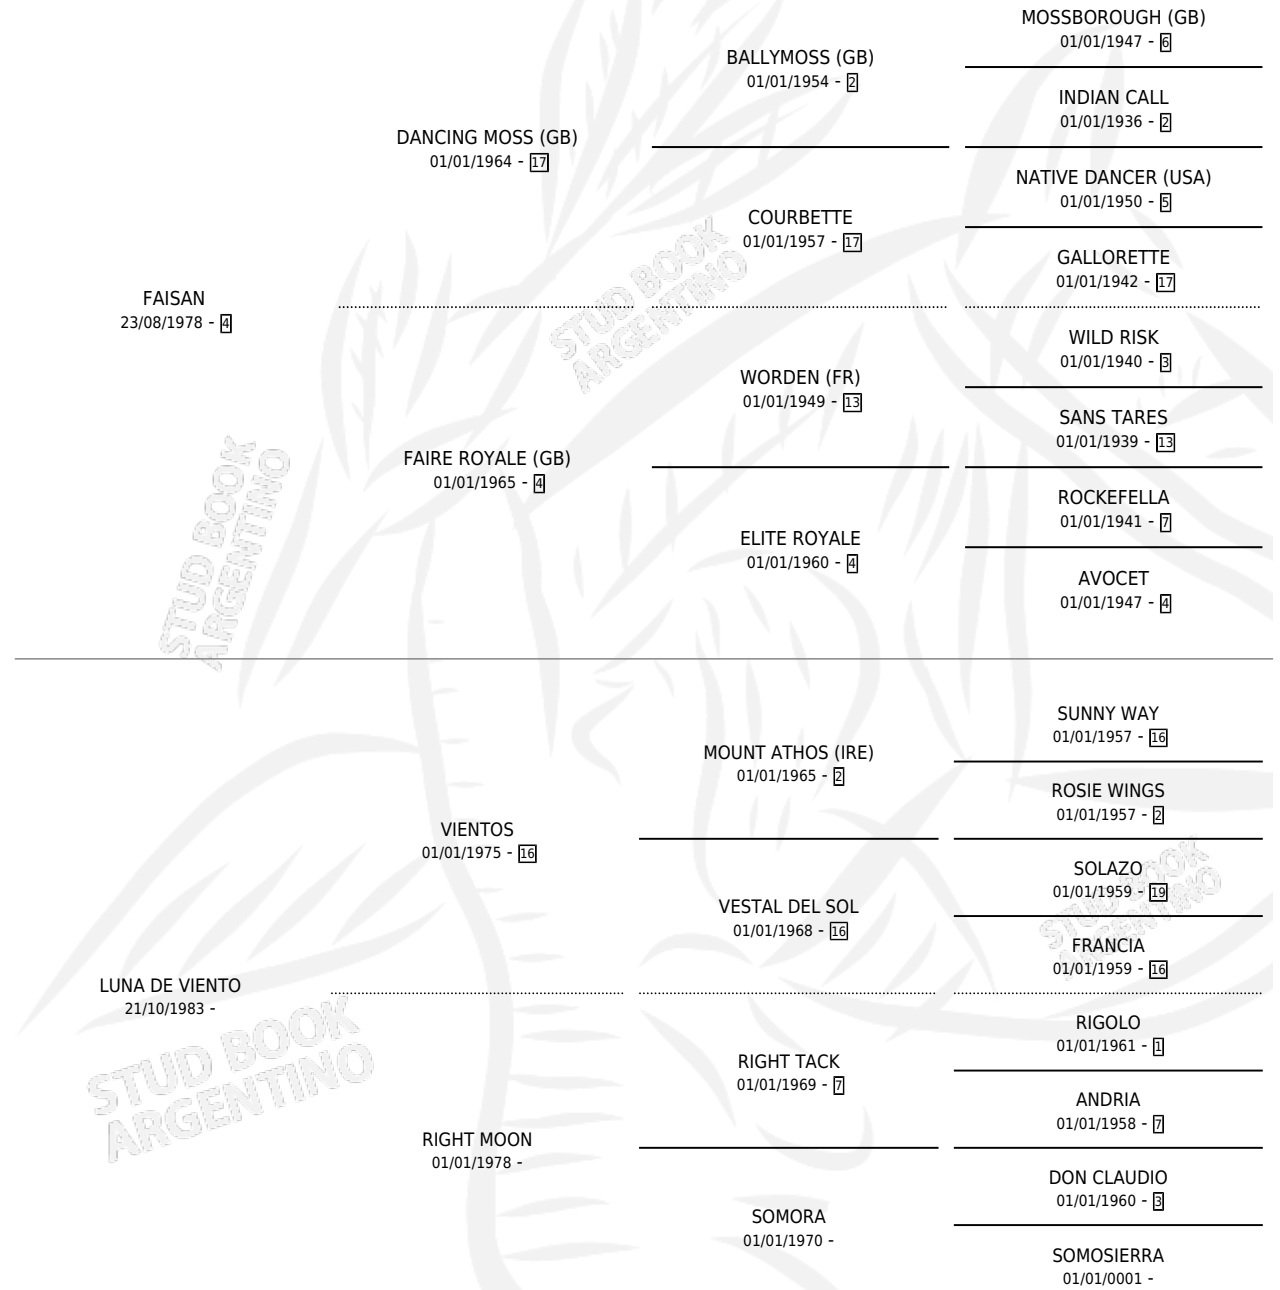 MOSSBOROUGH (GB)
01/01/1947 - 6
BALLYMOSS (GB)
01/01/1954 - 2
INDIAN CALL
01/01/1936 - 2
DANCING MOSS (GB)
01/01/1964 - 17
NATIVE DANCER (USA)
01/01/1950 - 5
COURBETTE
01/01/1957 - 17
GALLORETTE
01/01/1942 - 17
FAISAN
23/08/1978 - 4
STUD BOOK
ARGENTINO
WILD RISK
01/01/1940 - 3
WORDEN (FR)
01/01/1949 - 13
SANS TARES
01/01/1939 - 13
FAIRE ROYALE (GB)
01/01/1965 - 4
ROCKEFELLA
01/01/1941 - 7
ELITE ROYALE
01/01/1960 - 4
AVOCET
01/01/1947 - 4
STUD BOOK
ARGENTINO
SUNNY WAY
01/01/1957 - 16
MOUNT ATHOS (IRE)
01/01/1965 - 2
ROSIE WINGS
01/01/1957 - 2
VIENTOS
01/01/1975 - 16
SOLAZO
01/01/1959 - 19
VESTAL DEL SOL
01/01/1968 - 16
STUD BOOK
ARGENTINO
FRANCIA
01/01/1959 - 16
LUNA DE VIENTO
21/10/1983 -
RIGOLO
01/01/1961 - 1
RIGHT TACK
01/01/1969 - 7
STUD BOOK
ARGENTINO
ANDRIA
01/01/1958 - 7
RIGHT MOON
01/01/1978 -
DON CLAUDIO
01/01/1960 - 3
SOMORA
01/01/1970 -
SOMOSIERRA
01/01/0001 -